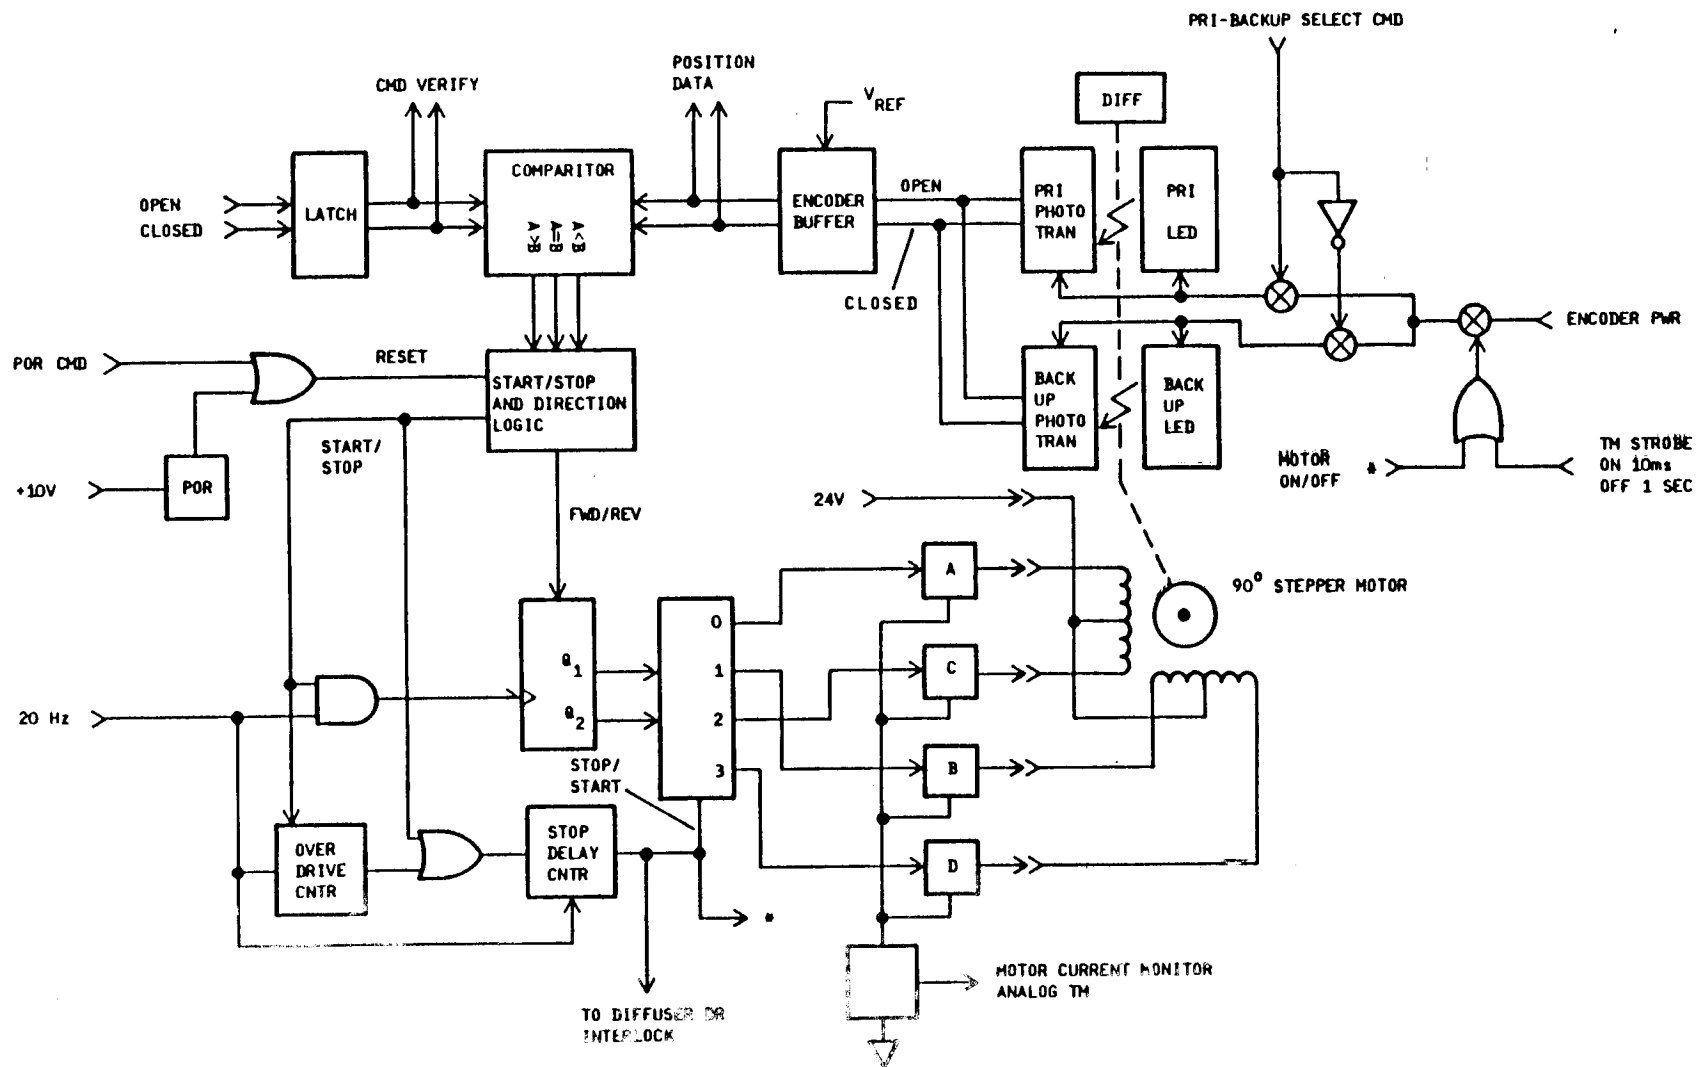 PRI-BACKUP SELECT CMD
POSITION
DATA
CMD VERIFY
V REF
DIFF
COMPARITOR
A>B
A=B
A<B
OPEN
CLOSED
LATCH
ENCODER
BUFFER
OPEN
CLOSED
PRI
PHOTO
TRAN
PRI
LED
ENCODER PWR
POR CMD
RESET
START/STOP
AND DIRECTION
LOGIC
BACK
UP
PHOTO
TRAN
BACK
UP
LED
START/
STOP
+10V
POR
MOTOR
ON/OFF
*
TM STROBE
ON 10ms
OFF 1 SEC
24V
FWD/REV
A
90° STEPPER MOTOR
Q1
Q2
0
1
2
3
C
20 Hz
B
STOP/
START
OVER
DRIVE
CNTR
STOP
DELAY
CNTR
D
*
MOTOR CURRENT MONITOR
ANALOG TM
TO DIFFUSER DR
INTERLOCK